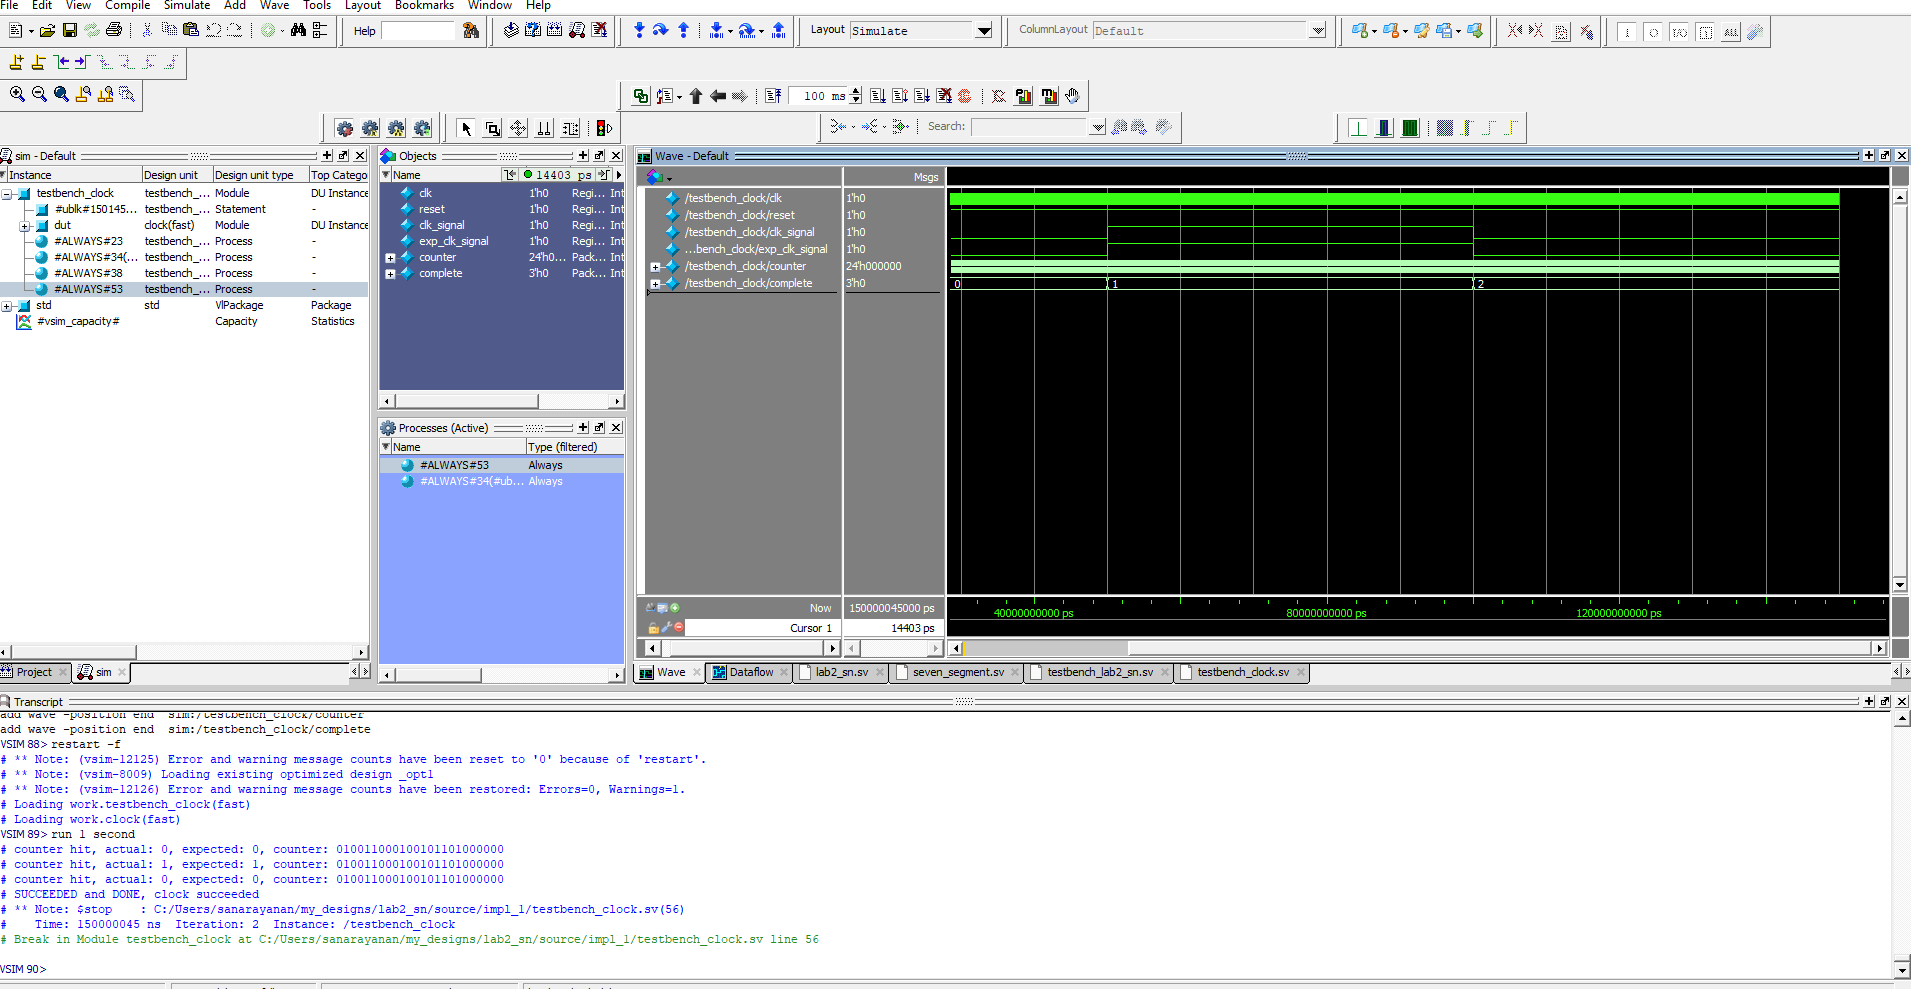 File Edit View Compile Simulate Add Wave Tools Layout Bookmarks Window Help
Help
Layout Simulate
ColumnLayout Default
100 ms
Search:
sim - Default
Instance Design unit Design unit type Top Catego
testbench_clock testbench_... Module DU Instance
#ublk#150145... testbench_... Statement -
dut clock(fast) Module DU Instance
#ALWAYS#23 testbench_... Process -
#ALWAYS#34(... testbench_... Process -
#ALWAYS#38 testbench_... Process -
#ALWAYS#53 testbench_... Process -
std std VlPackage Package
#vsim_capacity# Capacity Statistics
Project sim
Objects
Name 14403 ps
clk 1'h0 Regi... Int
reset 1'h0 Regi... Int
clk_signal 1'h0 Regi... Int
exp_clk_signal 1'h0 Regi... Int
counter 24'h0... Pack... Int
complete 3'h0 Pack... Int
Processes (Active)
Name Type (filtered)
#ALWAYS#53 Always
#ALWAYS#34(#ub... Always
Wave - Default
Msgs
/testbench_clock/clk 1'h0
/testbench_clock/reset 1'h0
/testbench_clock/clk_signal 1'h0
...bench_clock/exp_clk_signal 1'h0
/testbench_clock/counter 24'h000000
/testbench_clock/complete 3'h0 0 1 2
Now 150000045000 ps 40000000000 ps 80000000000 ps 120000000000 ps
Cursor 1 14403 ps
Wave Dataflow lab2_sn.sv seven_segment.sv testbench_lab2_sn.sv testbench_clock.sv
Transcript
add wave -position end sim:/testbench_clock/counter
add wave -position end sim:/testbench_clock/complete
VSIM 88> restart -f
# ** Note: (vsim-12125) Error and warning message counts have been reset to '0' because of 'restart'.
# ** Note: (vsim-8009) Loading existing optimized design _opt1
# ** Note: (vsim-12126) Error and warning message counts have been restored: Errors=0, Warnings=1.
# Loading work.testbench_clock(fast)
# Loading work.clock(fast)
VSIM 89> run 1 second
# counter hit, actual: 0, expected: 0, counter: 010011000100101101000000
# counter hit, actual: 1, expected: 1, counter: 010011000100101101000000
# counter hit, actual: 0, expected: 0, counter: 010011000100101101000000
# SUCCEEDED and DONE, clock succeeded
# ** Note: $stop : C:/Users/sanarayanan/my_designs/lab2_sn/source/impl_1/testbench_clock.sv(56)
# Time: 150000045 ns Iteration: 2 Instance: /testbench_clock
# Break in Module testbench_clock at C:/Users/sanarayanan/my_designs/lab2_sn/source/impl_1/testbench_clock.sv line 56
VSIM 90>